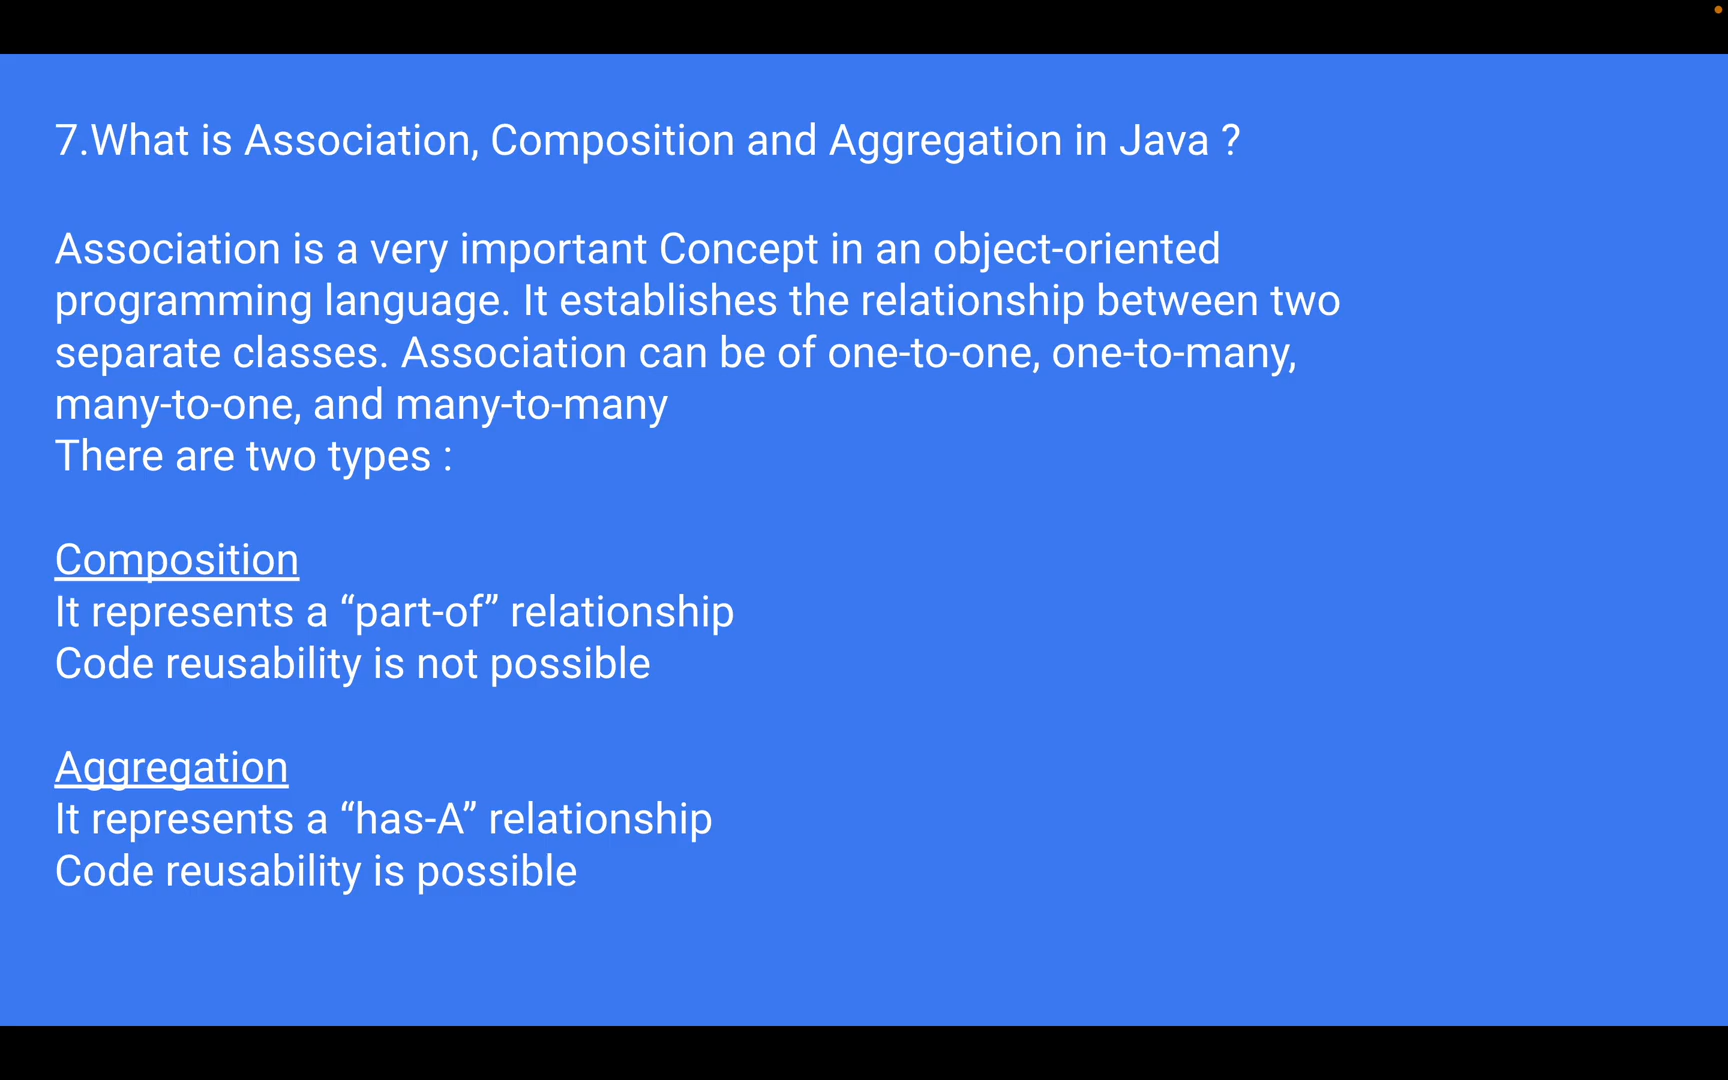 7.What is Association, Composition and Aggregation in Java ?
Association is a very important Concept in an object-oriented
programming language. It establishes the relationship between two
separate classes. Association can be of one-to-one, one-to-many,
many-to-one, and many-to-many
There are two types :
Composition
It represents a “part-of” relationship
Code reusability is not possible
Aggregation
It represents a “has-A” relationship
Code reusability is possible